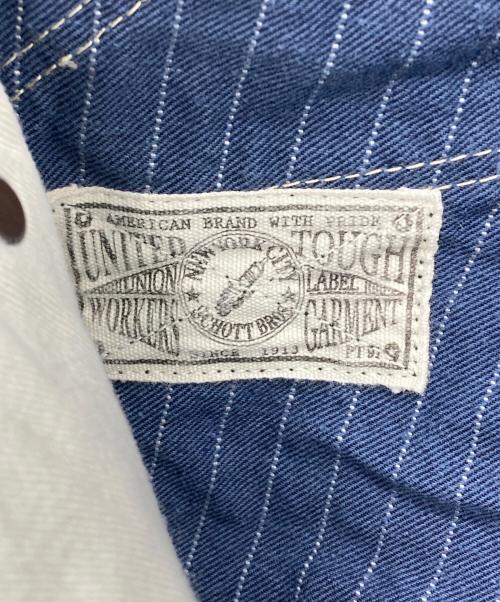 AMERICAN BRAND WITH PRIDE
UNITED TOUGH
UNION LABEL
WORKERS GARMENT
NEW YORK CITY
SCHOTT BROS
SINCE 1913